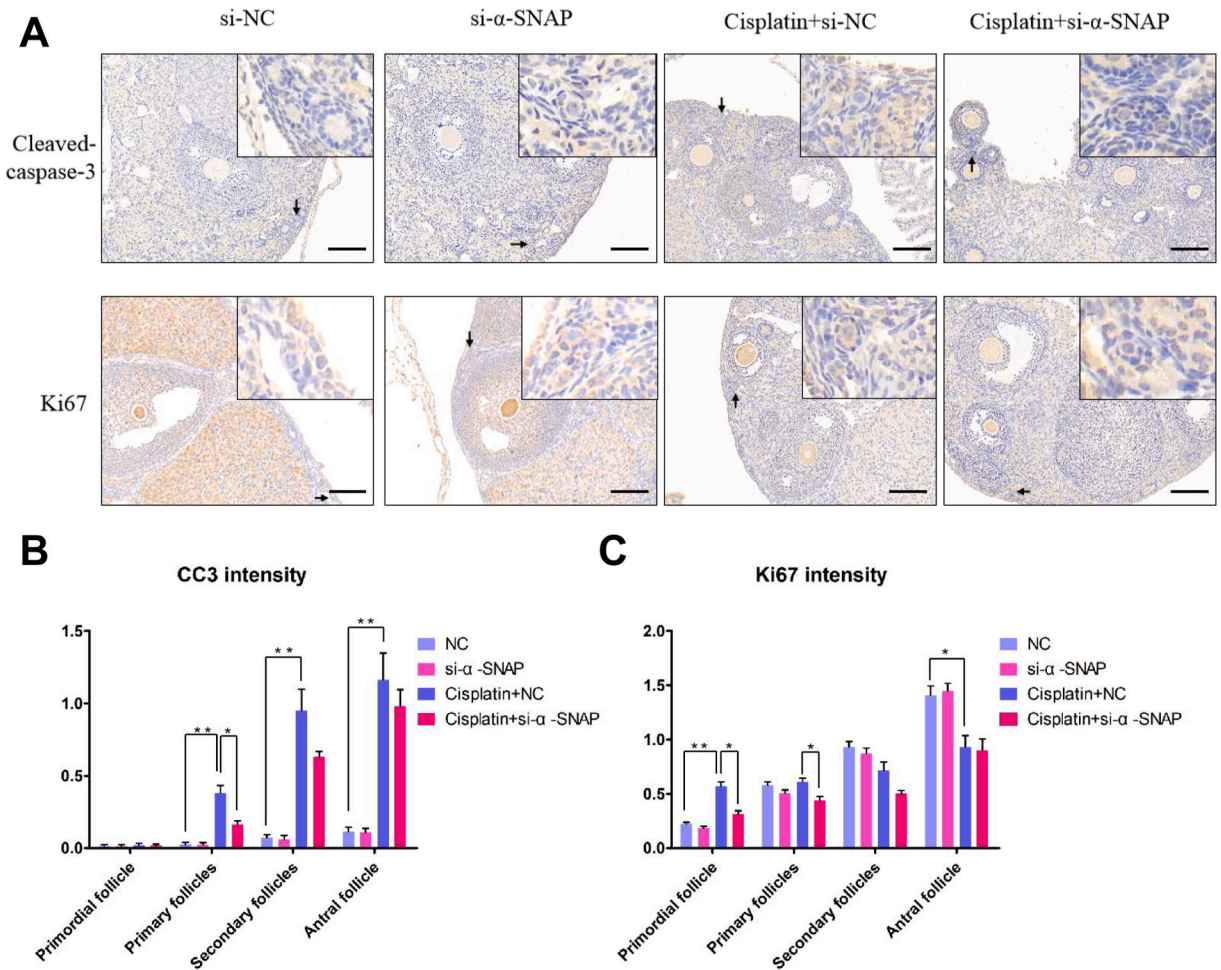 A
si-NC
si-α-SNAP
Cisplatin+si-NC
Cisplatin+si-α-SNAP
Cleaved-
caspase-3
Ki67
B
CC3 intensity
1.5
1.0
0.5
0.0
**
*
**
**
NC
si-α -SNAP
Cisplatin+NC
Cisplatin+si-α -SNAP
Primordial follicle
Primary follicles
Secondary follicles
Antral follicle
C
Ki67 intensity
2.0
1.5
1.0
0.5
0.0
**
*
*
*
NC
si-α -SNAP
Cisplatin+NC
Cisplatin+si-α -SNAP
Primordial follicle
Primary follicles
Secondary follicles
Antral follicle